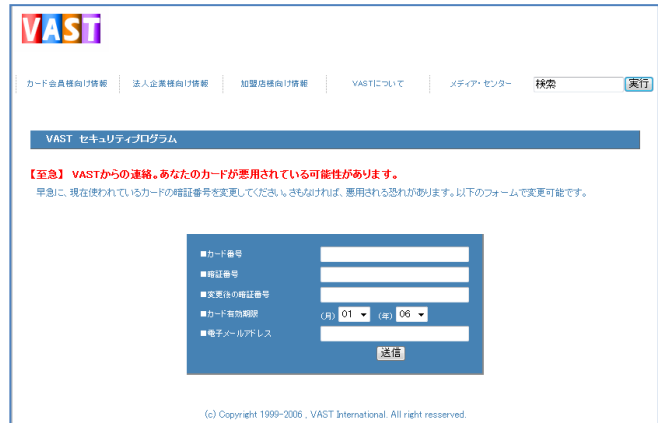 VAST
カード会員様向け情報 法人企業様向け情報 加盟店様向け情報 VASTについて メディア・センター 検索 実行
VAST セキュリティプログラム
【至急】 VASTからの連絡。あなたのカードが悪用されている可能性があります。
早急に、現在使われているカードの暗証番号を変更してください。さもなければ、悪用される恐れがあります。以下のフォームで変更可能です。
■カード番号
■暗証番号
■変更後の暗証番号
■カード有効期限 (月) 01 (年) 06
■電子メールアドレス
送信
(c) Copyright 1999-2006 , VAST International. All right resserved.